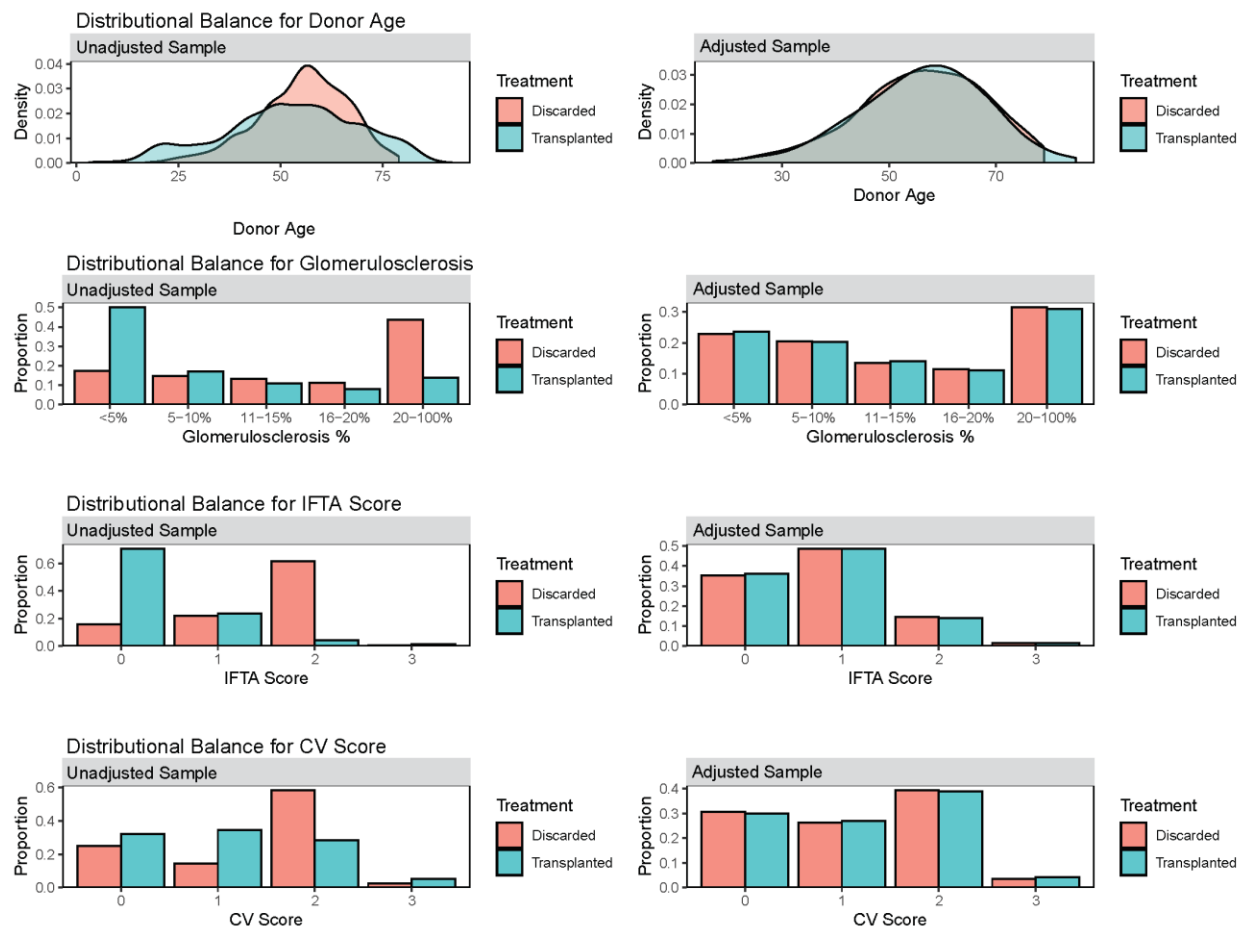 Distributional Balance for Donor Age
Unadjusted Sample
0.04
0.03
0.02
0.01
0.00
Density
0 25 50 75
Donor Age
Treatment
Discarded
Transplanted
Adjusted Sample
0.03
0.02
0.01
0.00
Density
30 50 70
Donor Age
Treatment
Discarded
Transplanted
Distributional Balance for Glomerulosclerosis
Unadjusted Sample
0.5
0.4
0.3
0.2
0.1
0.0
Proportion
<5% 5−10% 11−15% 16−20% 20−100%
Glomerulosclerosis %
Treatment
Discarded
Transplanted
Adjusted Sample
0.3
0.2
0.1
0.0
Proportion
<5% 5−10% 11−15% 16−20% 20−100%
Glomerulosclerosis %
Treatment
Discarded
Transplanted
Distributional Balance for IFTA Score
Unadjusted Sample
0.6
0.4
0.2
0.0
Proportion
0 1 2 3
IFTA Score
Treatment
Discarded
Transplanted
Adjusted Sample
0.5
0.4
0.3
0.2
0.1
0.0
Proportion
0 1 2 3
IFTA Score
Treatment
Discarded
Transplanted
Distributional Balance for CV Score
Unadjusted Sample
0.6
0.4
0.2
0.0
Proportion
0 1 2 3
CV Score
Treatment
Discarded
Transplanted
Adjusted Sample
0.4
0.3
0.2
0.1
0.0
Proportion
0 1 2 3
CV Score
Treatment
Discarded
Transplanted